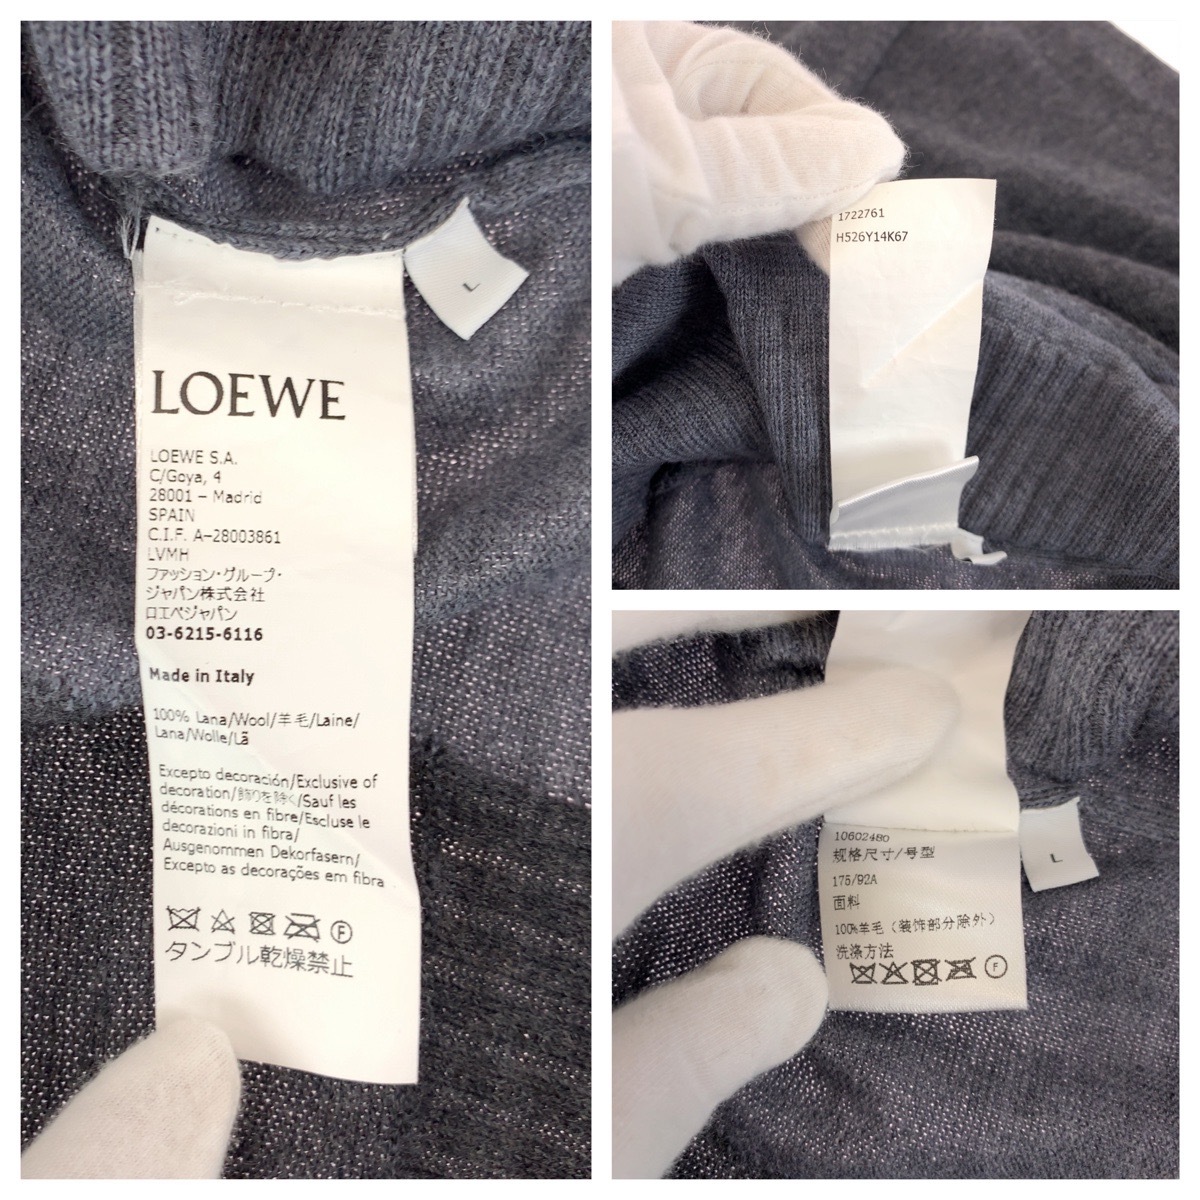 L
LOEWE
LOEWE S.A.
C/Goya, 4
28001 – Madrid
SPAIN
C.I.F. A-28003861
LVMH
ファッション・グループ・
ジャパン株式会社
ロエベジャパン
03-6215-6116
Made in Italy
100% Lana/Wool/羊毛/Laine/
Lana/Wolle/Lã
Excepto decoración/Exclusive of
decoration/飾りを除く/Sauf les
décorations en fibre/Escluse le
decorazioni in fibra/
Ausgenommen Dekorfasern/
Excepto as decorações em fibra
F
タンブル乾燥禁止
1722761
H526Y14K67
10602480
规格尺寸/号型
175/92A
面料
100%羊毛（装饰部分除外）
洗涤方法
F
L